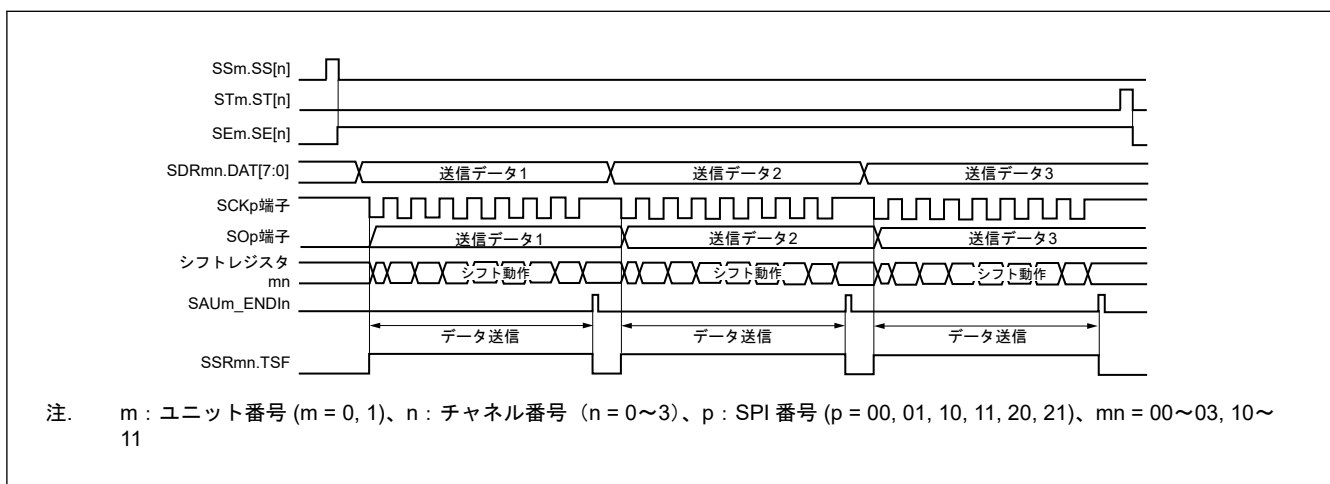 SSm.SS[n]
STm.ST[n]
SEm.SE[n]
SDRmn.DAT[7:0] 送信データ1 送信データ2 送信データ3
SCKp端子
SOp端子 送信データ1 送信データ2 送信データ3
シフトレジスタ mn シフト動作 シフト動作 シフト動作
SAUm_ENDIn
データ送信 データ送信 データ送信
SSRmn.TSF
注. m：ユニット番号 (m = 0, 1)、n：チャネル番号（n = 0～3）、p：SPI 番号 (p = 00, 01, 10, 11, 20, 21)、mn = 00～03, 10～
11